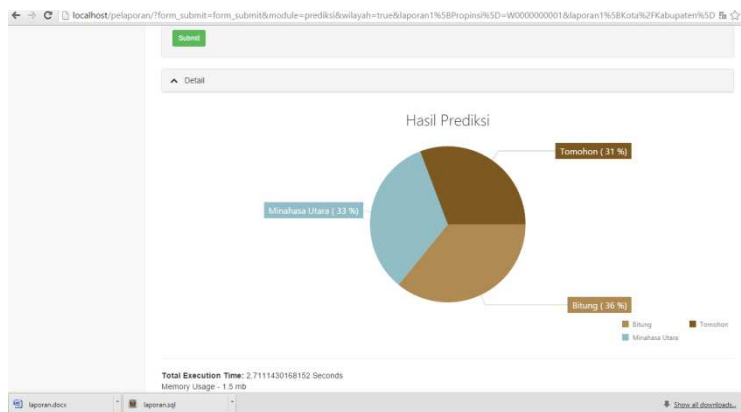 localhost/pelaporan/?form_submit=form_submit&module=prediksi&wilayah=true&laporan1%5BPropinsi%5D=W0000000001&laporan1%5BKota%2FKabupaten%5D
Submit
Detail
Hasil Prediksi
Tomohon ( 31 %)
Minahasa Utara ( 33 %)
Bitung ( 36 %)
Bitung
Tomohon
Minahasa Utara
Total Execution Time: 2,7111430168152 Seconds
Memory Usage - 1.5 mb
laporan.docx
laporan.sql
Show all downloads...